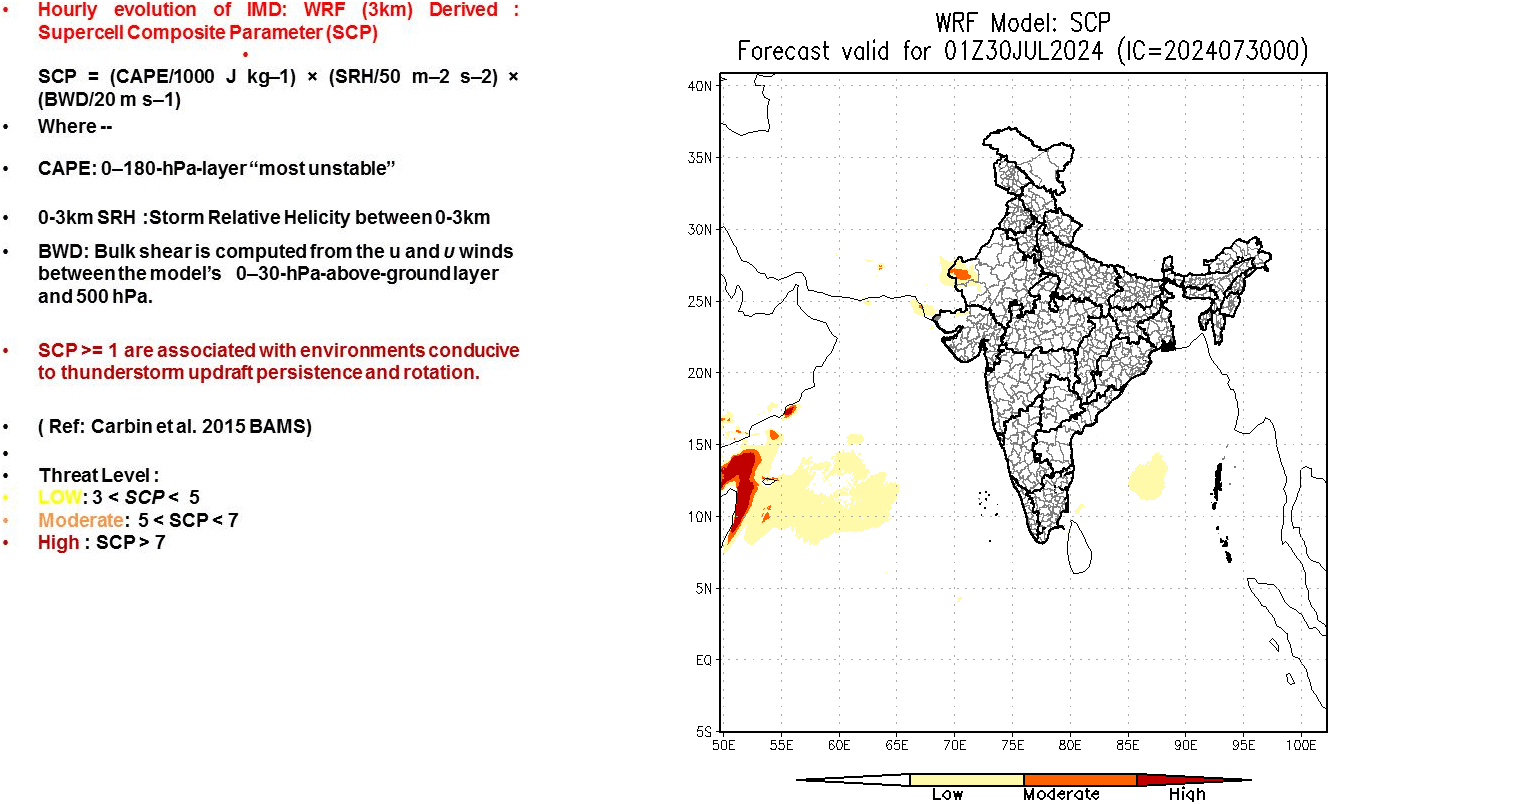 Hourly evolution of IMD: WRF (3km) Derived :
Supercell Composite Parameter (SCP)
SCP = (CAPE/1000 J kg–1) × (SRH/50 m–2 s–2) ×
(BWD/20 m s–1)
Where --
CAPE: 0–180-hPa-layer “most unstable”
0-3km SRH :Storm Relative Helicity between 0-3km
BWD: Bulk shear is computed from the u and υ winds
between the model’s 0–30-hPa-above-ground layer
and 500 hPa.
SCP >= 1 are associated with environments conducive
to thunderstorm updraft persistence and rotation.
( Ref: Carbin et al. 2015 BAMS)
Threat Level :
LOW: 3 < SCP < 5
Moderate: 5 < SCP < 7
High : SCP > 7
WRF Model: SCP
Forecast valid for 01Z30JUL2024 (IC=2024073000)
40N
35N
30N
25N
20N
15N
10N
5N
EQ
5S
50E 55E 60E 65E 70E 75E 80E 85E 90E 95E 100E
Low Moderate High